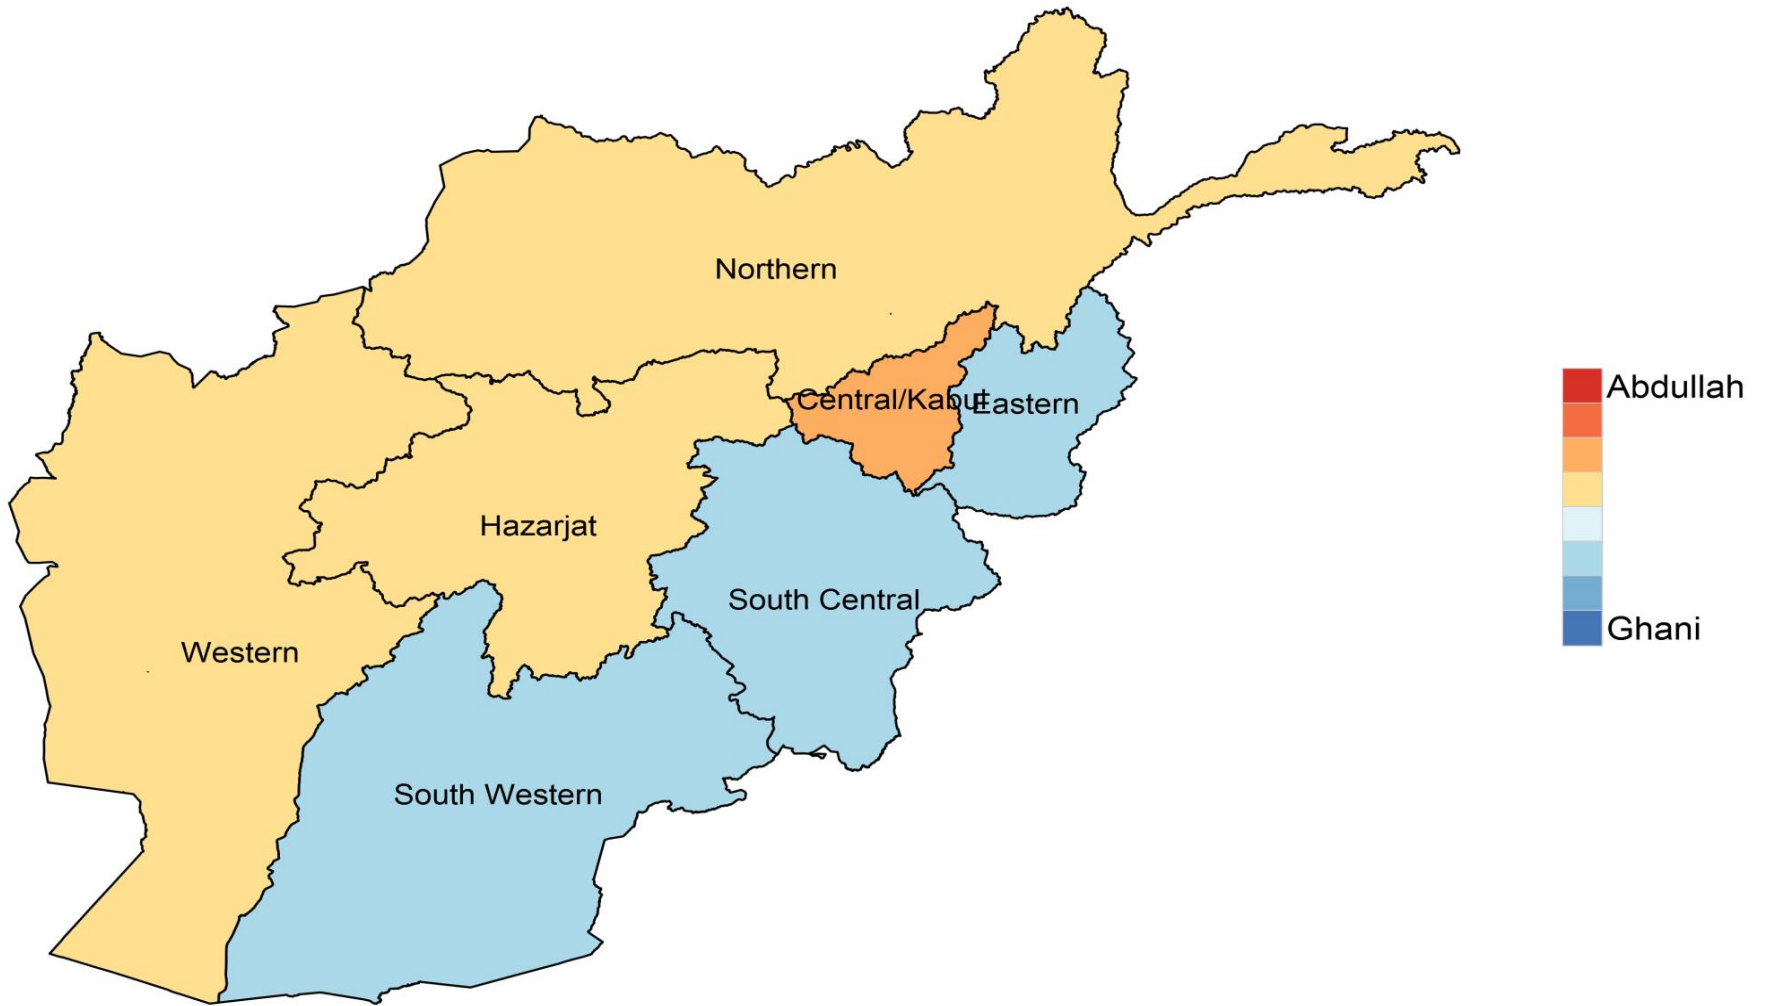 Northern
Abdullah
Central/Kabul
Eastern
Hazarjat
South Central
Ghani
Western
South Western